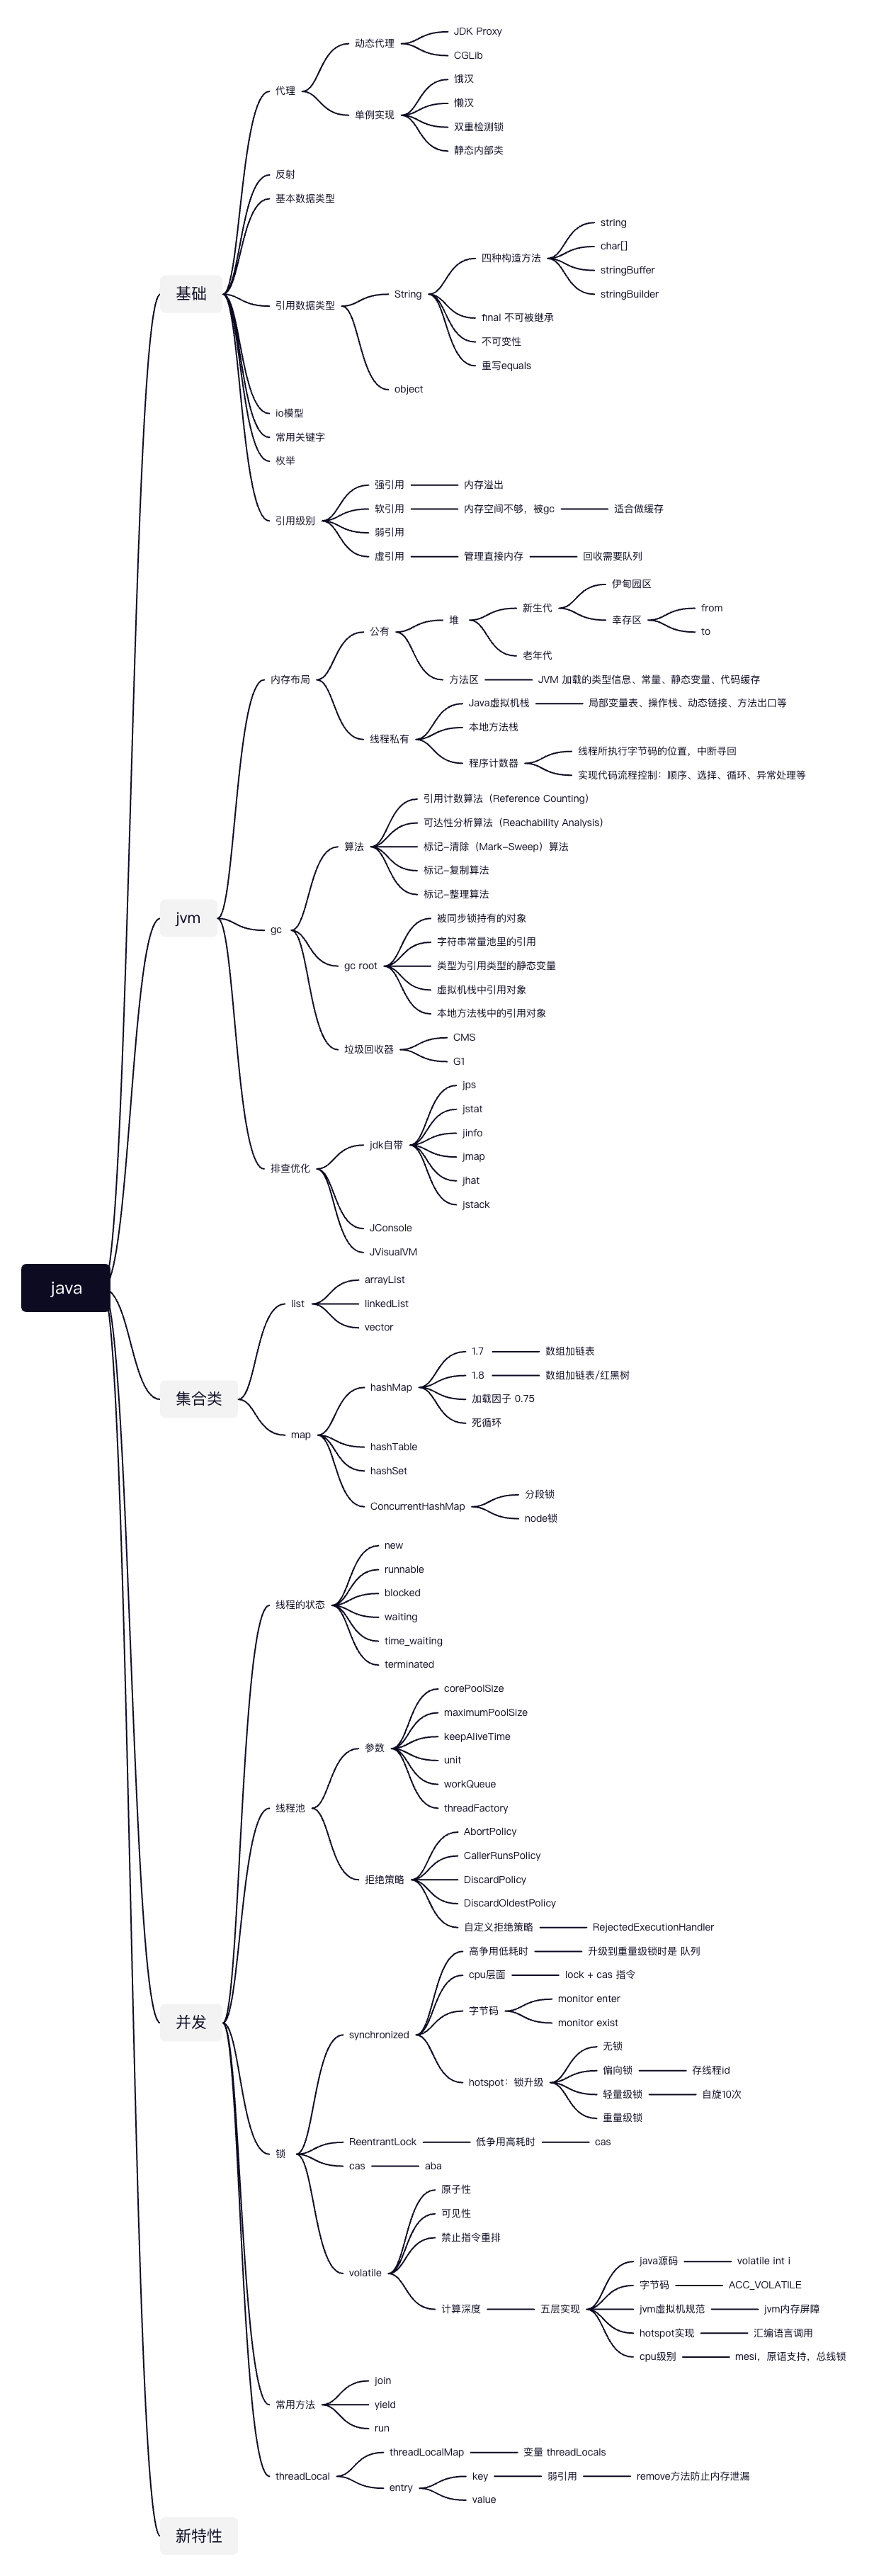 JDK Proxy
动态代理
CGLib
代理
饿汉
懒汉
单例实现
双重检测锁
静态内部类
反射
基本数据类型
string
char[]
四种构造方法
stringBuffer
基础
String
stringBuilder
引用数据类型
final 不可被继承
不可变性
重写equals
object
io模型
常用关键字
枚举
强引用
内存溢出
软引用
内存空间不够，被gc
适合做缓存
引用级别
弱引用
虚引用
管理直接内存
回收需要队列
伊甸园区
新生代
from
堆
幸存区
公有
to
老年代
内存布局
方法区
JVM 加载的类型信息、常量、静态变量、代码缓存
Java虚拟机栈
局部变量表、操作栈、动态链接、方法出口等
本地方法栈
线程私有
线程所执行字节码的位置，中断寻回
程序计数器
实现代码流程控制：顺序、选择、循环、异常处理等
引用计数算法（Reference Counting）
可达性分析算法（Reachability Analysis）
算法
标记-清除（Mark-Sweep）算法
标记-复制算法
标记-整理算法
jvm
被同步锁持有的对象
gc
字符串常量池里的引用
gc root
类型为引用类型的静态变量
虚拟机栈中引用对象
本地方法栈中的引用对象
CMS
垃圾回收器
G1
jps
jstat
jinfo
jdk自带
jmap
排查优化
jhat
jstack
JConsole
JVisualVM
java
arrayList
list
linkedList
vector
1.7
数组加链表
1.8
数组加链表/红黑树
hashMap
集合类
加载因子 0.75
死循环
map
hashTable
hashSet
分段锁
ConcurrentHashMap
node锁
new
runnable
blocked
线程的状态
waiting
time_waiting
terminated
corePoolSize
maximumPoolSize
keepAliveTime
参数
unit
workQueue
线程池
threadFactory
AbortPolicy
CallerRunsPolicy
拒绝策略
DiscardPolicy
DiscardOldestPolicy
自定义拒绝策略
RejectedExecutionHandler
高争用低耗时
升级到重量级锁时是 队列
cpu层面
lock + cas 指令
monitor enter
字节码
并发
monitor exist
synchronized
无锁
偏向锁
存线程id
hotspot：锁升级
轻量级锁
自旋10次
重量级锁
ReentrantLock
低争用高耗时
cas
锁
cas
aba
原子性
可见性
禁止指令重排
java源码
volatile int i
volatile
字节码
ACC_VOLATILE
计算深度
五层实现
jvm虚拟机规范
jvm内存屏障
hotspot实现
汇编语言调用
cpu级别
mesi，原语支持，总线锁
join
常用方法
yield
run
threadLocalMap
变量 threadLocals
threadLocal
key
弱引用
remove方法防止内存泄漏
entry
value
新特性